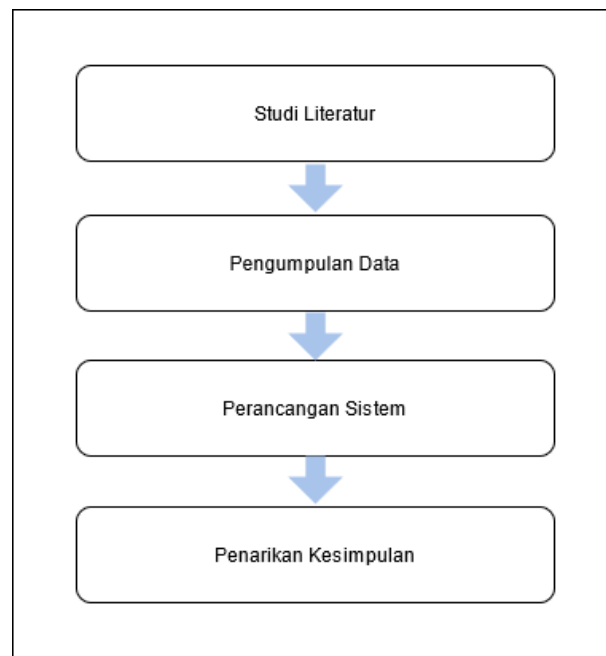 Studi Literatur
Pengumpulan Data
Perancangan Sistem
Penarikan Kesimpulan